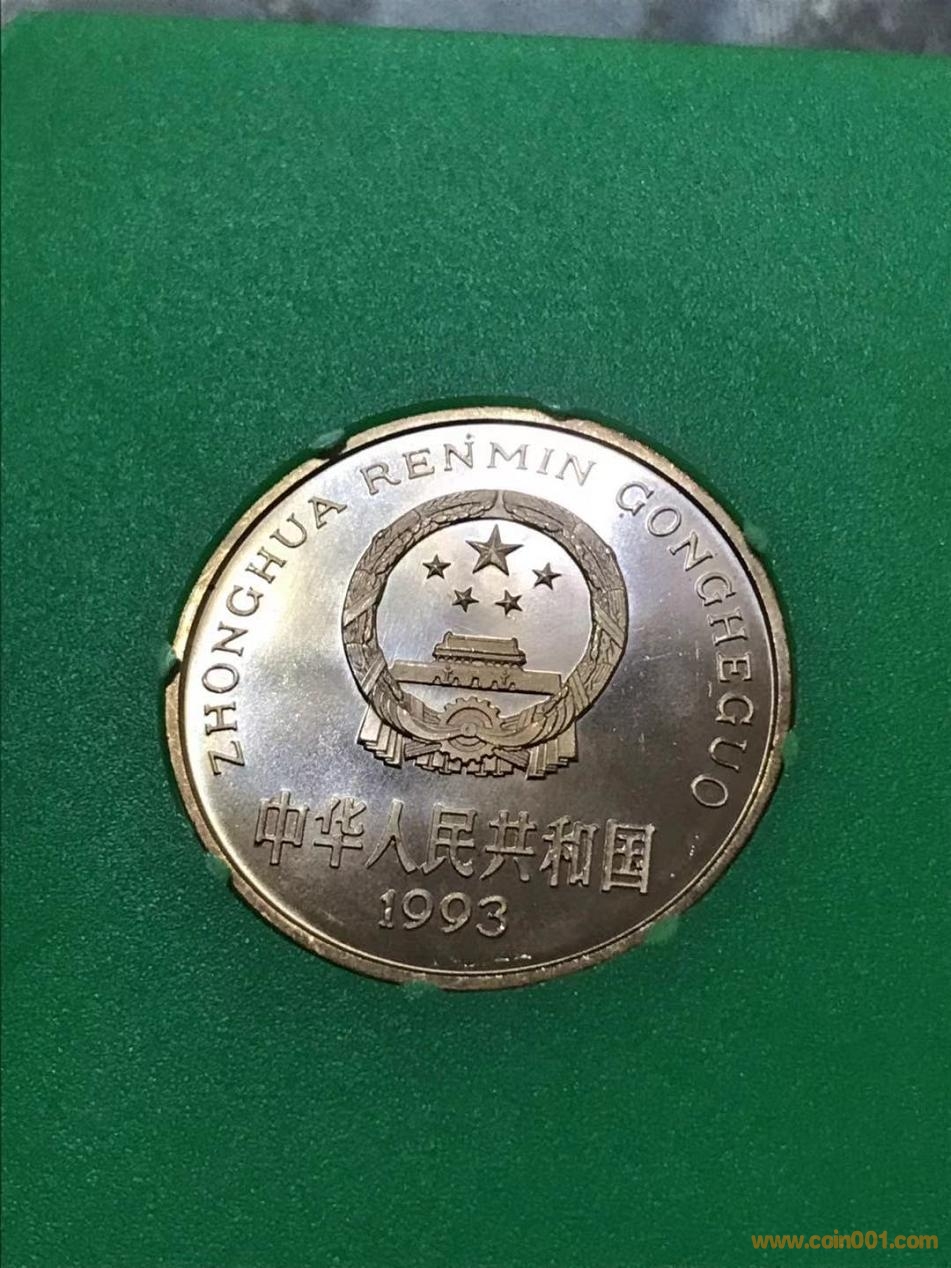 ZHONGHUA RENMIN GONGHEGUO
中华人民共和国
1993
www.coin001.com